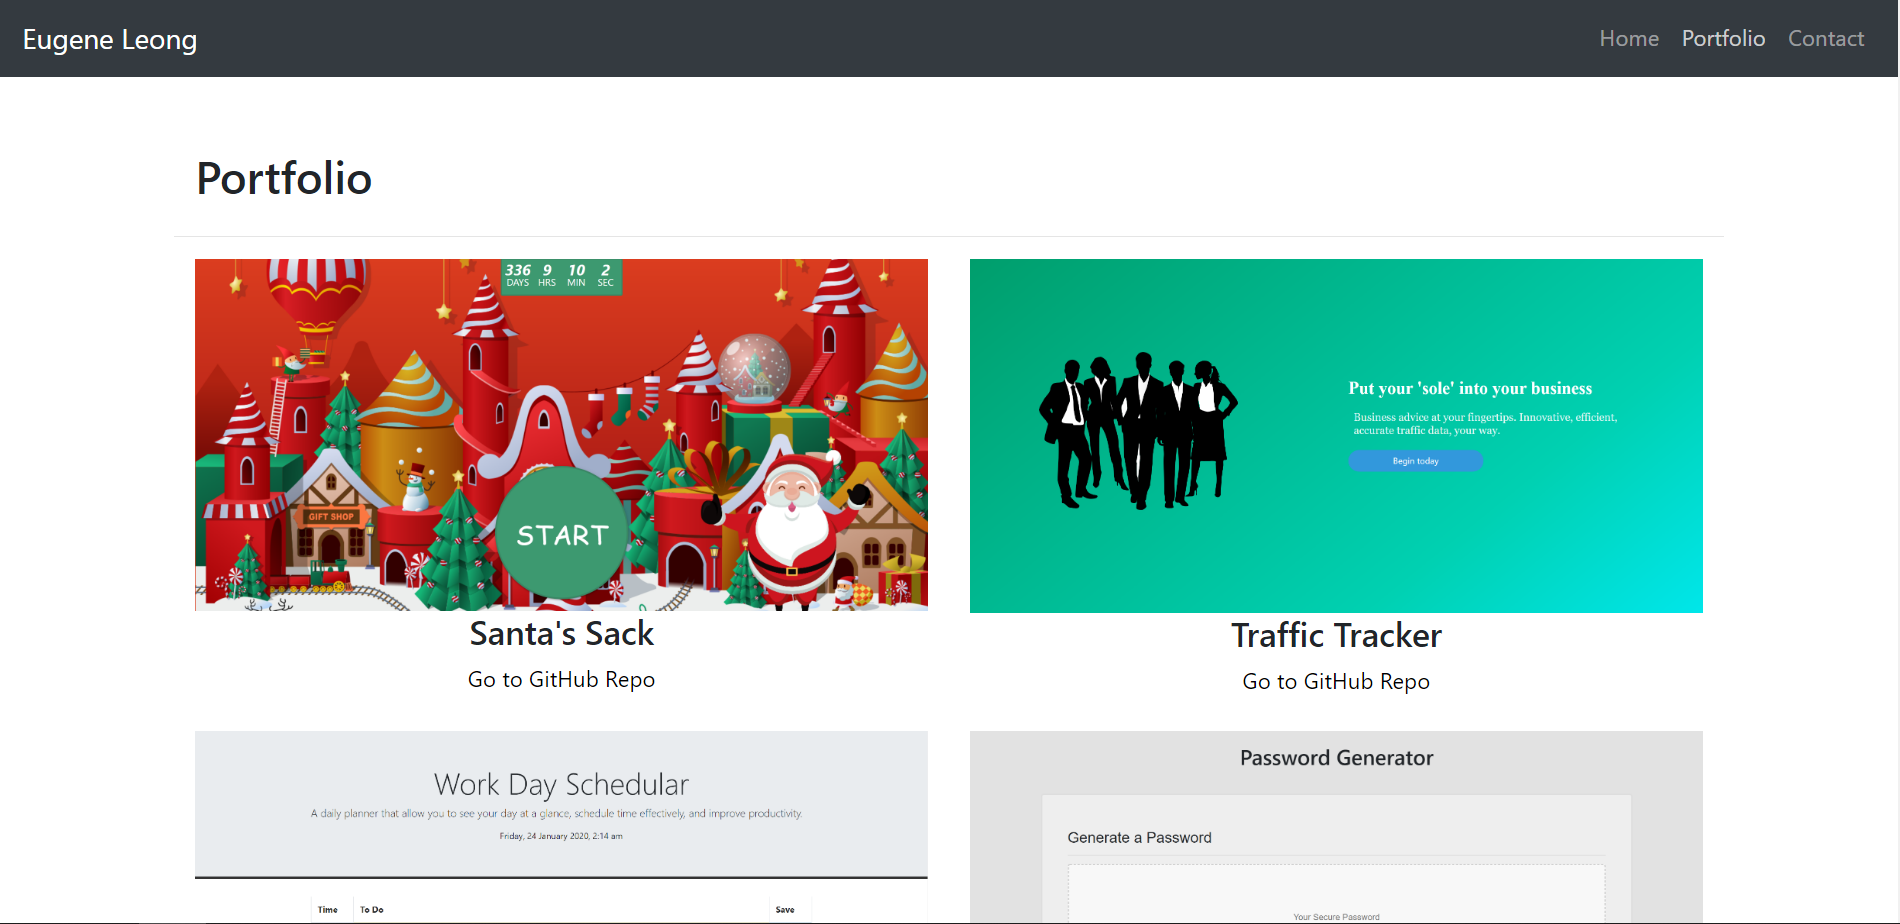 Eugene Leong
Home Portfolio Contact
Portfolio
336 9 10 2
DAYS HRS MIN SEC
GIFT SHOP
START
Santa's Sack
Go to GitHub Repo
Put your 'sole' into your business
Business advice at your fingertips. Innovative, efficient,
accurate traffic data, your way.
Begin today
Traffic Tracker
Go to GitHub Repo
Work Day Schedular
A daily planner that allow you to see your day at a glance, schedule time effectively, and improve productivity.
Friday, 24 January 2020, 2:14 am
Time To Do Save
Password Generator
Generate a Password
Your Secure Password